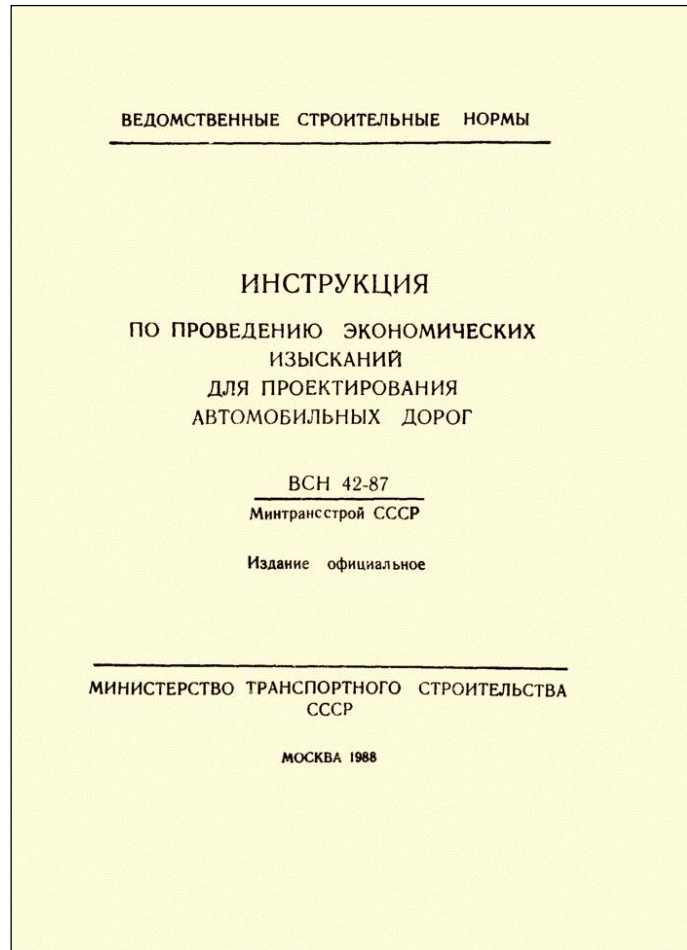 ВЕДОМСТВЕННЫЕ СТРОИТЕЛЬНЫЕ НОРМЫ
ИНСТРУКЦИЯ
ПО ПРОВЕДЕНИЮ ЭКОНОМИЧЕСКИХ
ИЗЫСКАНИЙ
ДЛЯ ПРОЕКТИРОВАНИЯ
АВТОМОБИЛЬНЫХ ДОРОГ
ВСН 42-87
Минтрансстрой СССР
Издание официальное
МИНИСТЕРСТВО ТРАНСПОРТНОГО СТРОИТЕЛЬСТВА
СССР
МОСКВА 1988